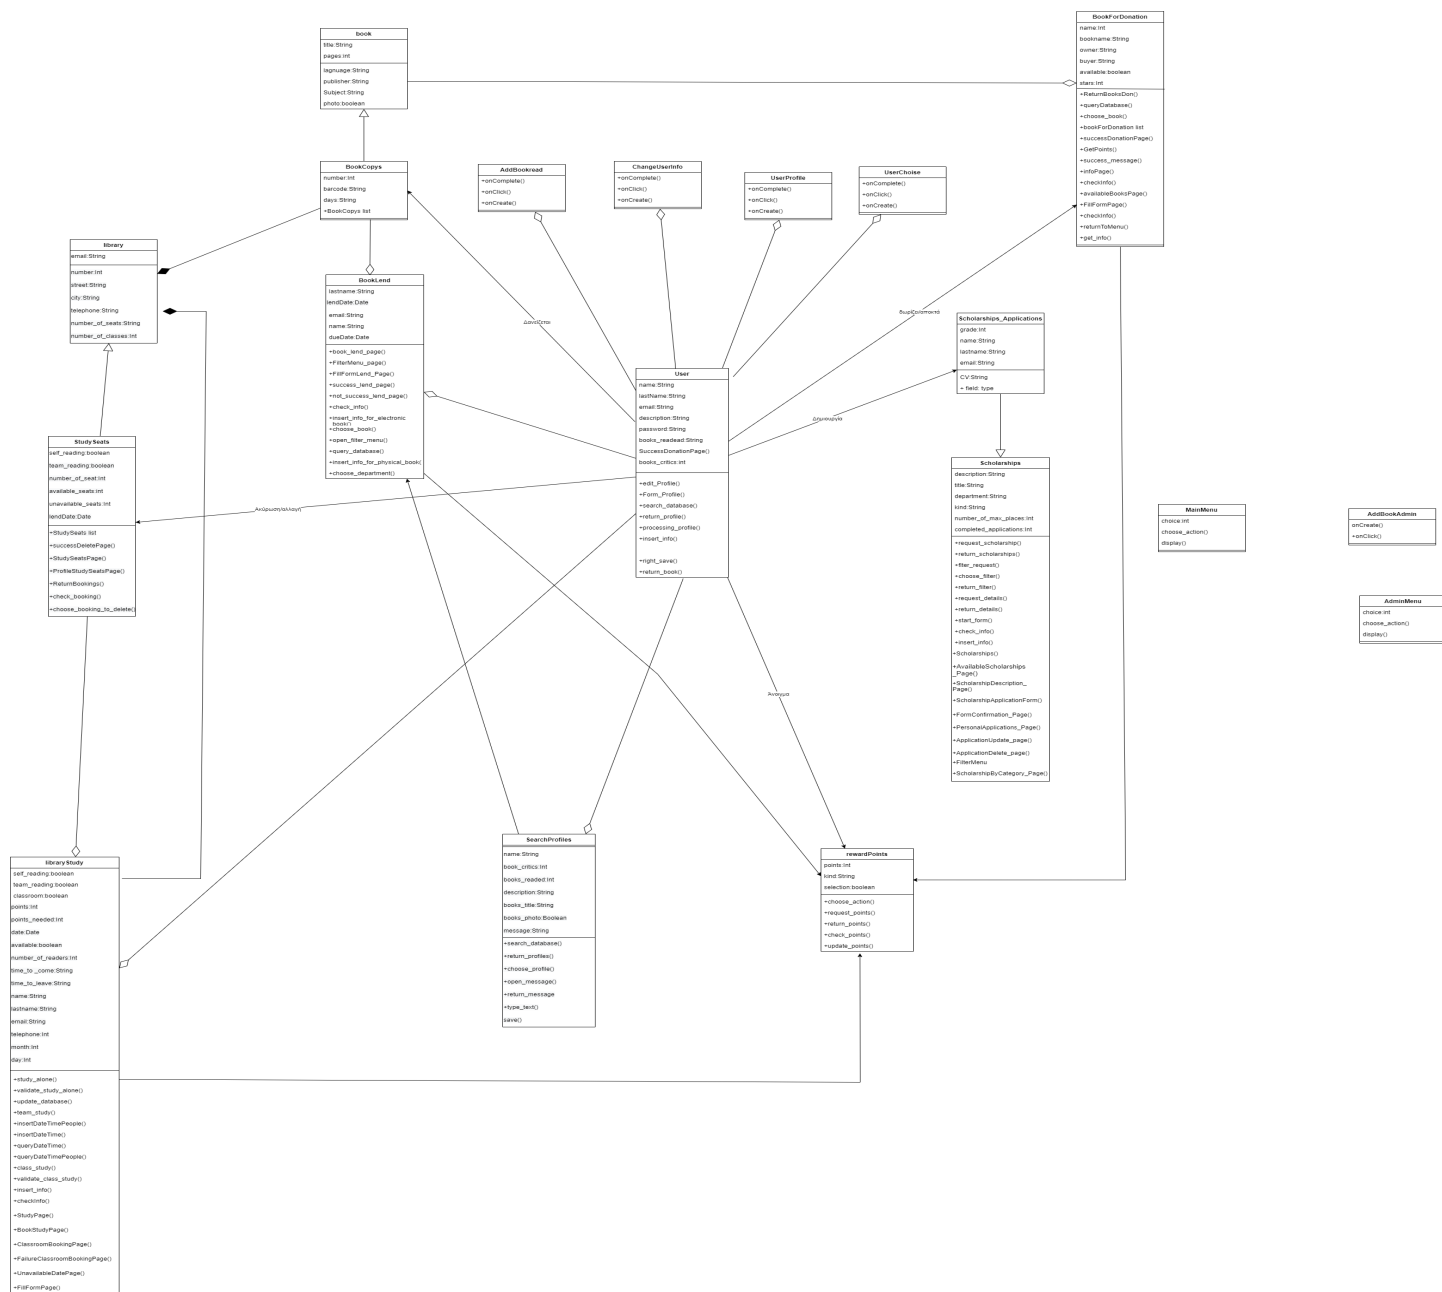 book
title:String
pages:Int
lagnuage:String
publisher:String
Subject:String
photo:boolean
BookForDonation
name:Int
bookname:String
owner:String
buyer:String
available:boolean
stars:Int
+ReturnBooksDon()
+queryDatabase()
+choose_book()
+bookForDonation list
+successDonationPage()
+GetPoints()
+success_message()
+infoPage()
+checkInfo()
+availableBooksPage()
+FillFormPage()
+checkInfo()
+returnToMenu()
+get_info()
BookCopys
number:Int
barcode:String
days:String
+BookCopys list
AddBookread
+onComplete()
+onClick()
+onCreate()
ChangeUserInfo
+onComplete()
+onClick()
+onCreate()
UserProfile
+onComplete()
+onClick()
+onCreate()
UserChoise
+onComplete()
+onClick()
+onCreate()
library
email:String
number:Int
street:String
city:String
telephone:String
number_of_seats:String
number_of_classes:Int
BookLend
lastname:String
lendDate:Date
email:String
name:String
dueDate:Date
+book_lend_page()
+FilterMenu_page()
+FillFormLend_Page()
+success_lend_page()
+not_success_lend_page()
+check_info()
+insert_info_for_electronic
book()
+choose_book()
+open_filter_menu()
+query_database()
+insert_info_for_physical_book(
+choose_department()
Δανείζεται
Scholarships_Applications
grade:Int
name:String
lastname:String
email:String
CV:String
+ field: type
Δημιουργία
User
name:String
lastName:String
email:String
description:String
password:String
books_readead:String
SuccessDonationPage()
books_critics:int
+edit_Profile()
+Form_Profile()
+search_database()
+return_profile()
+processing_profile()
+insert_info()
+right_save()
+return_book()
StudySeats
self_reading:boolean
team_reading:boolean
number_of_seat:Int
available_seats:Int
unavailable_seats:Int
lendDate:Date
+StudySeats list
+successDeletePage()
+StudySeatsPage()
+ProfileStudySeatsPage()
+ReturnBookings()
+check_booking()
+choose_booking_to_delete()
Ακύρωση/αλλαγή
Scholarships
description:String
title:String
department:String
kind:String
number_of_max_places:Int
completed_applications:Int
+request_scholarship()
+return_scholarships()
+filter_request()
+choose_filter()
+return_filter()
+request_details()
+return_details()
+start_form()
+check_info()
+insert_info()
+Scholarships()
+AvailableScholarships
_Page()
+ScholarshipDescription_
Page()
+ScholarshipApplicationForm()
+FormConfirmation_Page()
+PersonalApplications_Page()
+ApplicationUpdate_page()
+ApplicationDelete_page()
+FilterMenu
+ScholarshipByCategory_Page()
MainMenu
choice:int
choose_action()
display()
AddBookAdmin
onCreate()
+onClick()
AdminMenu
choice:int
choose_action()
display()
Άνοιγμα
libraryStudy
self_reading:boolean
team_reading:boolean
classroom:boolean
points:Int
points_needed:Int
date:Date
available:boolean
number_of_readers:Int
time_to _come:String
time_to_leave:String
name:String
lastname:String
email:String
telephone:Int
month:Int
day:Int
+study_alone()
+validate_study_alone()
+update_database()
+team_study()
+insertDateTimePeople()
+insertDateTime()
+queryDateTime()
+queryDateTimePeople()
+class_study()
+validate_class_study()
+insert_info()
+checkInfo()
+StudyPage()
+BookStudyPage()
+ClassroomBookingPage()
+FailureClassroomBookingPage()
+UnavailableDatePage()
+FillFormPage()
SearchProfiles
name:String
book_critics:Int
books_readed:Int
description:String
books_title:String
books_photo:Boolean
message:String
+search_database()
+return_profiles()
+choose_profile()
+open_message()
+return_message
+type_text()
save()
rewardPoints
points:Int
kind:String
selection:boolean
+choose_action()
+request_points()
+return_points()
+check_points()
+update_points()